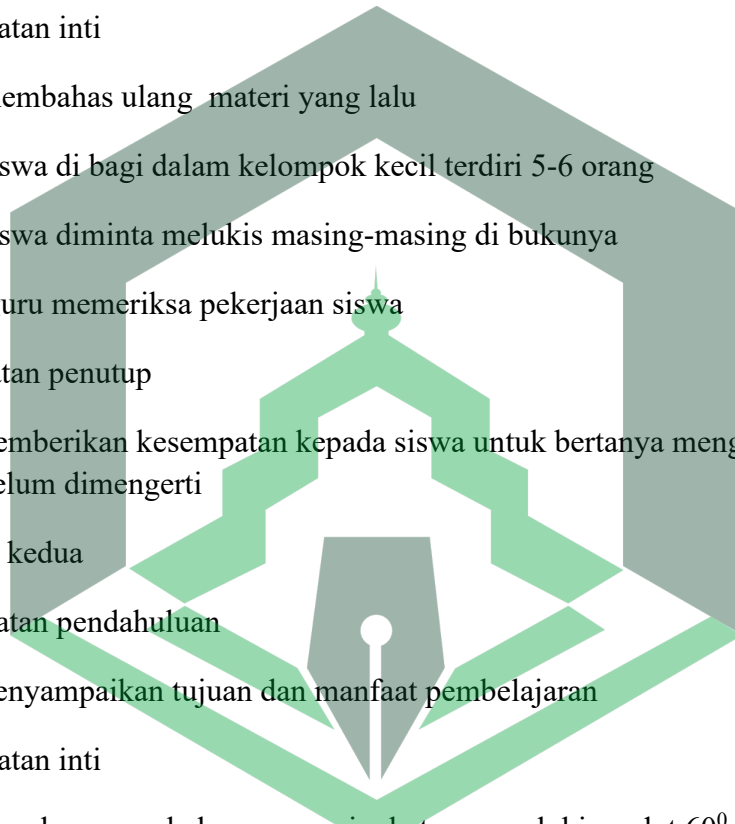 atan inti
embahas ulang materi yang lalu
swa di bagi dalam kelompok kecil terdiri 5-6 orang
swa diminta melukis masing-masing di bukunya
uru memeriksa pekerjaan siswa
atan penutup
emberikan kesempatan kepada siswa untuk bertanya meng
elum dimengerti
kedua
atan pendahuluan
enyampaikan tujuan dan manfaat pembelajaran
atan inti
60⁰